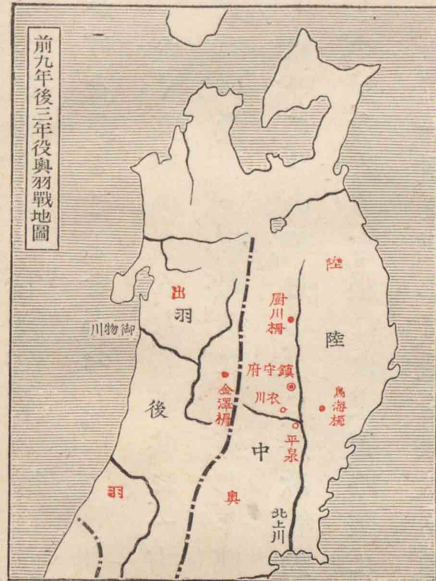 前九年後三年役奥羽戰地圖
陸
陸
出
羽
厨川柵
御物川
鎭守府
衣川
金澤柵
鳥海柵
後
平泉
中
羽
奥
北上川